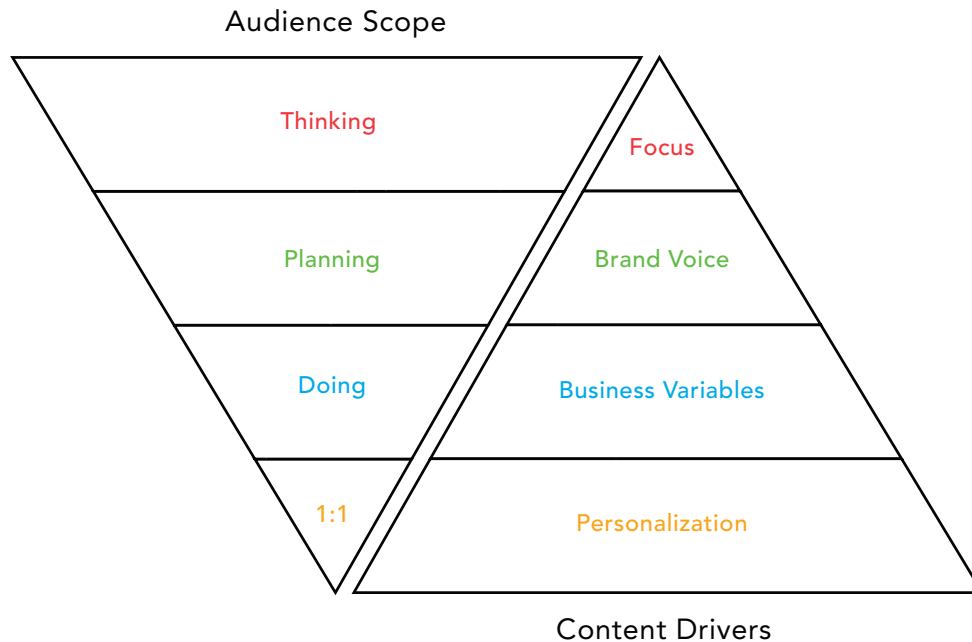 Audience Scope
Thinking
Focus
Planning
Brand Voice
Doing
Business Variables
1:1
Personalization
Content Drivers